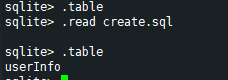 sqlite> .table
sqlite> .read create.sql
sqlite> .table
userInfo
sqlite>